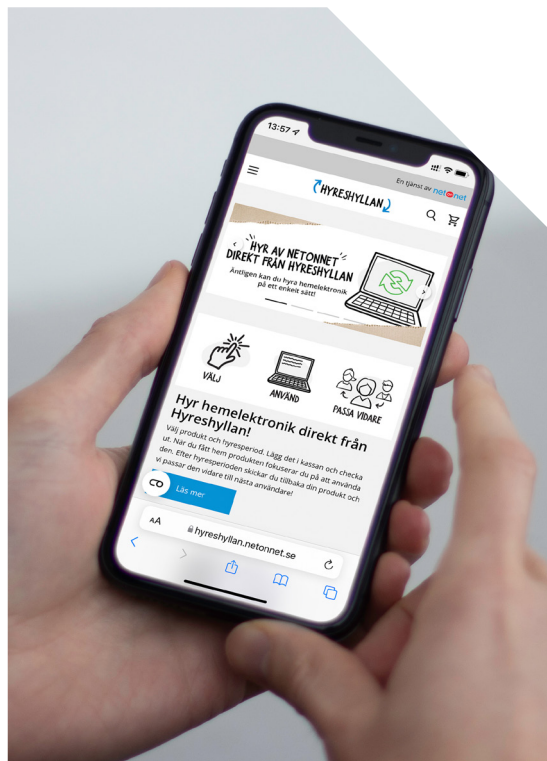 13:57
En tjänst av netonnet
HYRESHYLLAN
HYR AV NETONNET
DIREKT FRÅN HYRESHYLLAN
Äntligen kan du hyra hemelektronik
på ett enkelt sätt!
VÄLJ
ANVÄND
PASSA VIDARE
Hyr hemelektronik direkt från
Hyreshyllan!
Välj produkt och hyresperiod. Lägg det i kassan och checka
ut. När du fått hem produkten fokuserar du på att använda
den. Efter hyresperioden skickar du tillbaka din produkt och
vi passar den vidare till nästa användare!
Läs mer
AA
hyreshyllan.netonnet.se